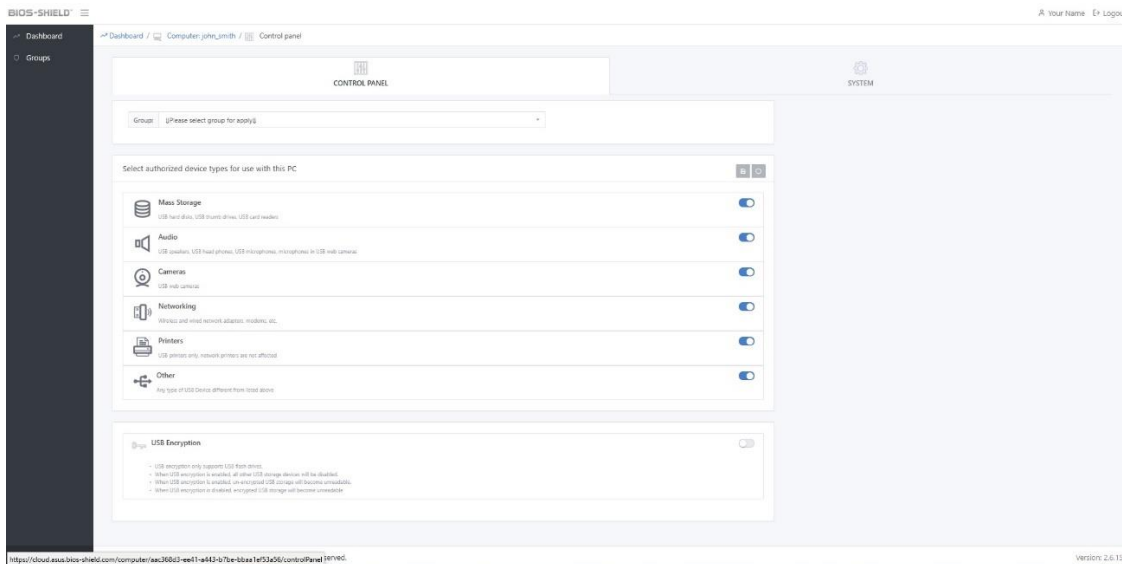 BIOS-SHIELD
Your Name Logou
Dashboard
Groups
Dashboard / Computer: john_smith / Control panel
CONTROL PANEL
SYSTEM
Group: {{Please select group for apply}}
Select authorized device types for use with this PC
Mass Storage
USB hard disks, USB thumb drives, USB card readers
Audio
USB speakers, USB head phones, USB microphones, microphones in USB web cameras
Cameras
USB web cameras
Networking
Wireless and wired network adapters, modems, etc.
Printers
USB printers only, network printers are not affected
Other
Any type of USB Device different from listed above
USB Encryption
USB encryption only supports USB flash drives.
When USB encryption is enabled, all other USB storage devices will be disabled.
When USB encryption is enabled, un-encrypted USB storage will become unreadable.
When USB encryption is disabled, encrypted USB storage will become unreadable
https://cloud.asus.bios-shield.com/computer/aac368d3-ee41-a443-b7be-bbaa1ef53a56/controlPanel served.
Version: 2.6.15